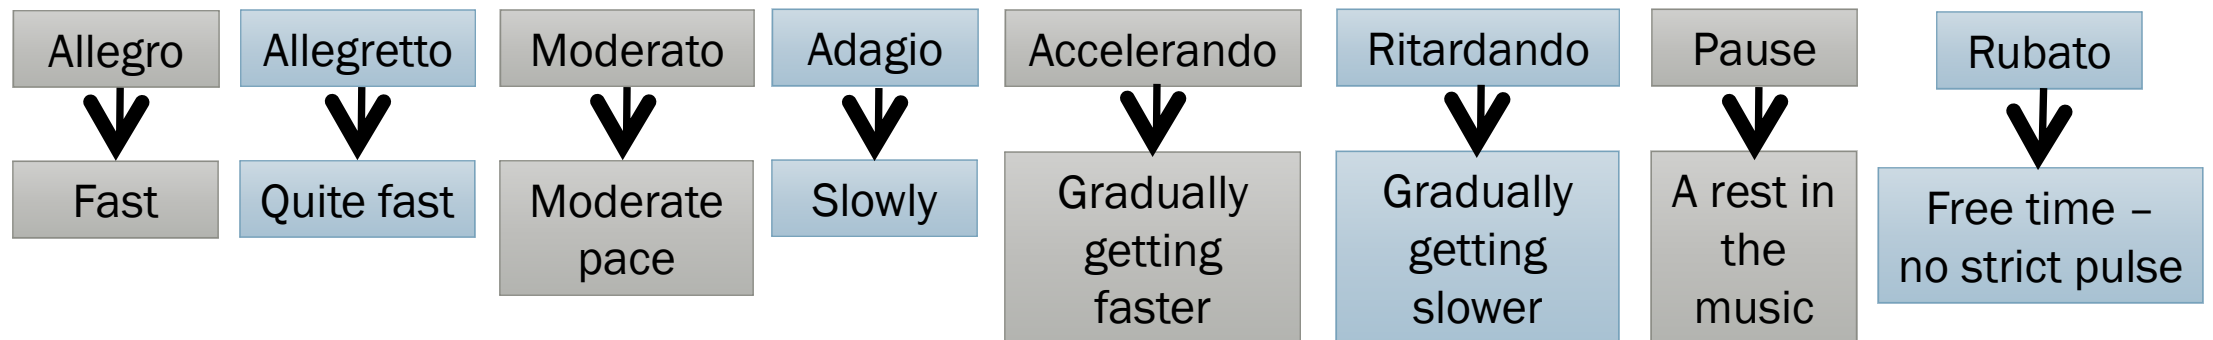 Allegro
Allegretto
Moderato
Adagio
Accelerando
Ritardando
Pause
Rubato
Fast
Quite fast
Moderate
pace
Slowly
Gradually
getting
faster
Gradually
getting
slower
A rest in
the
music
Free time –
no strict pulse